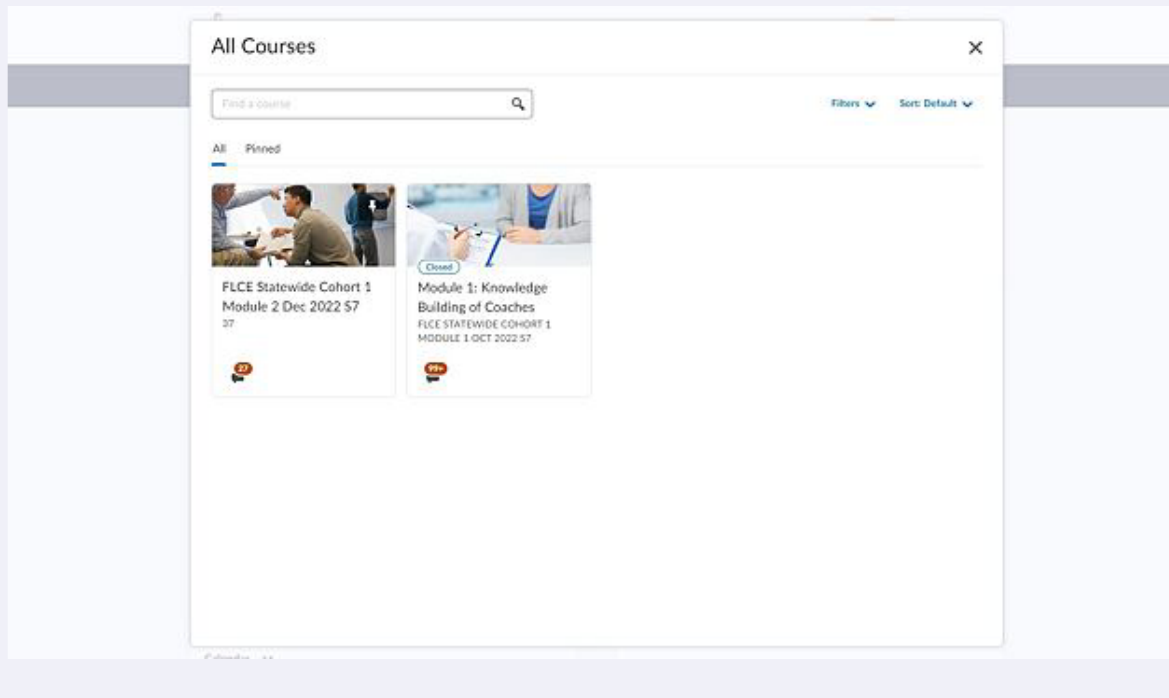 All Courses
Find a course
Filters
Sort: Default
All
Pinned
Closed
FLCE Statewide Cohort 1
Module 2 Dec 2022 S7
37
Module 1: Knowledge
Building of Coaches
FLCE STATEWIDE COHORT 1
MODULE 1 OCT 2022 S7
27
99+
Calendar